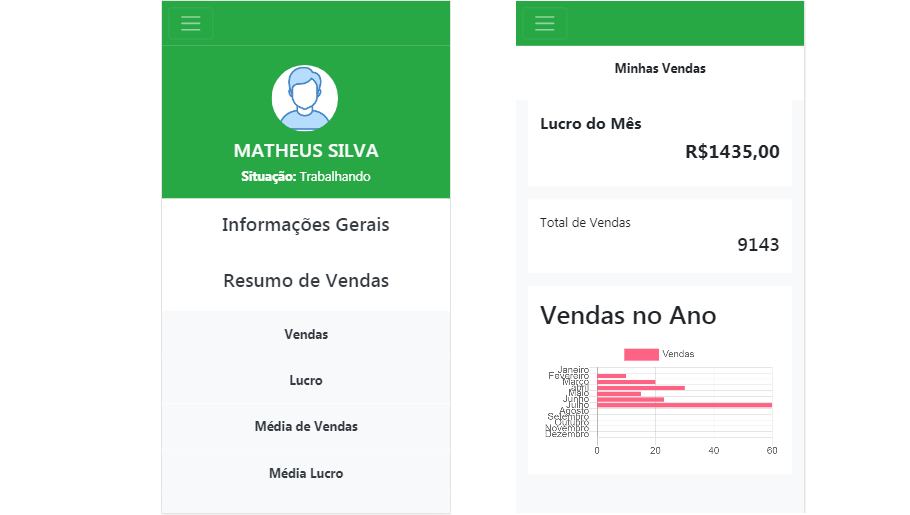 MATHEUS SILVA
Situação: Trabalhando
Informações Gerais
Resumo de Vendas
Vendas
Lucro
Média de Vendas
Média Lucro
Minhas Vendas
Lucro do Mês
R$1435,00
Total de Vendas
9143
Vendas no Ano
Vendas
Janeiro
Fevereiro
Março
abril
Maio
Junho
Julho
Agosto
Setembro
Outubro
Novembro
Dezembro
0 20 40 60